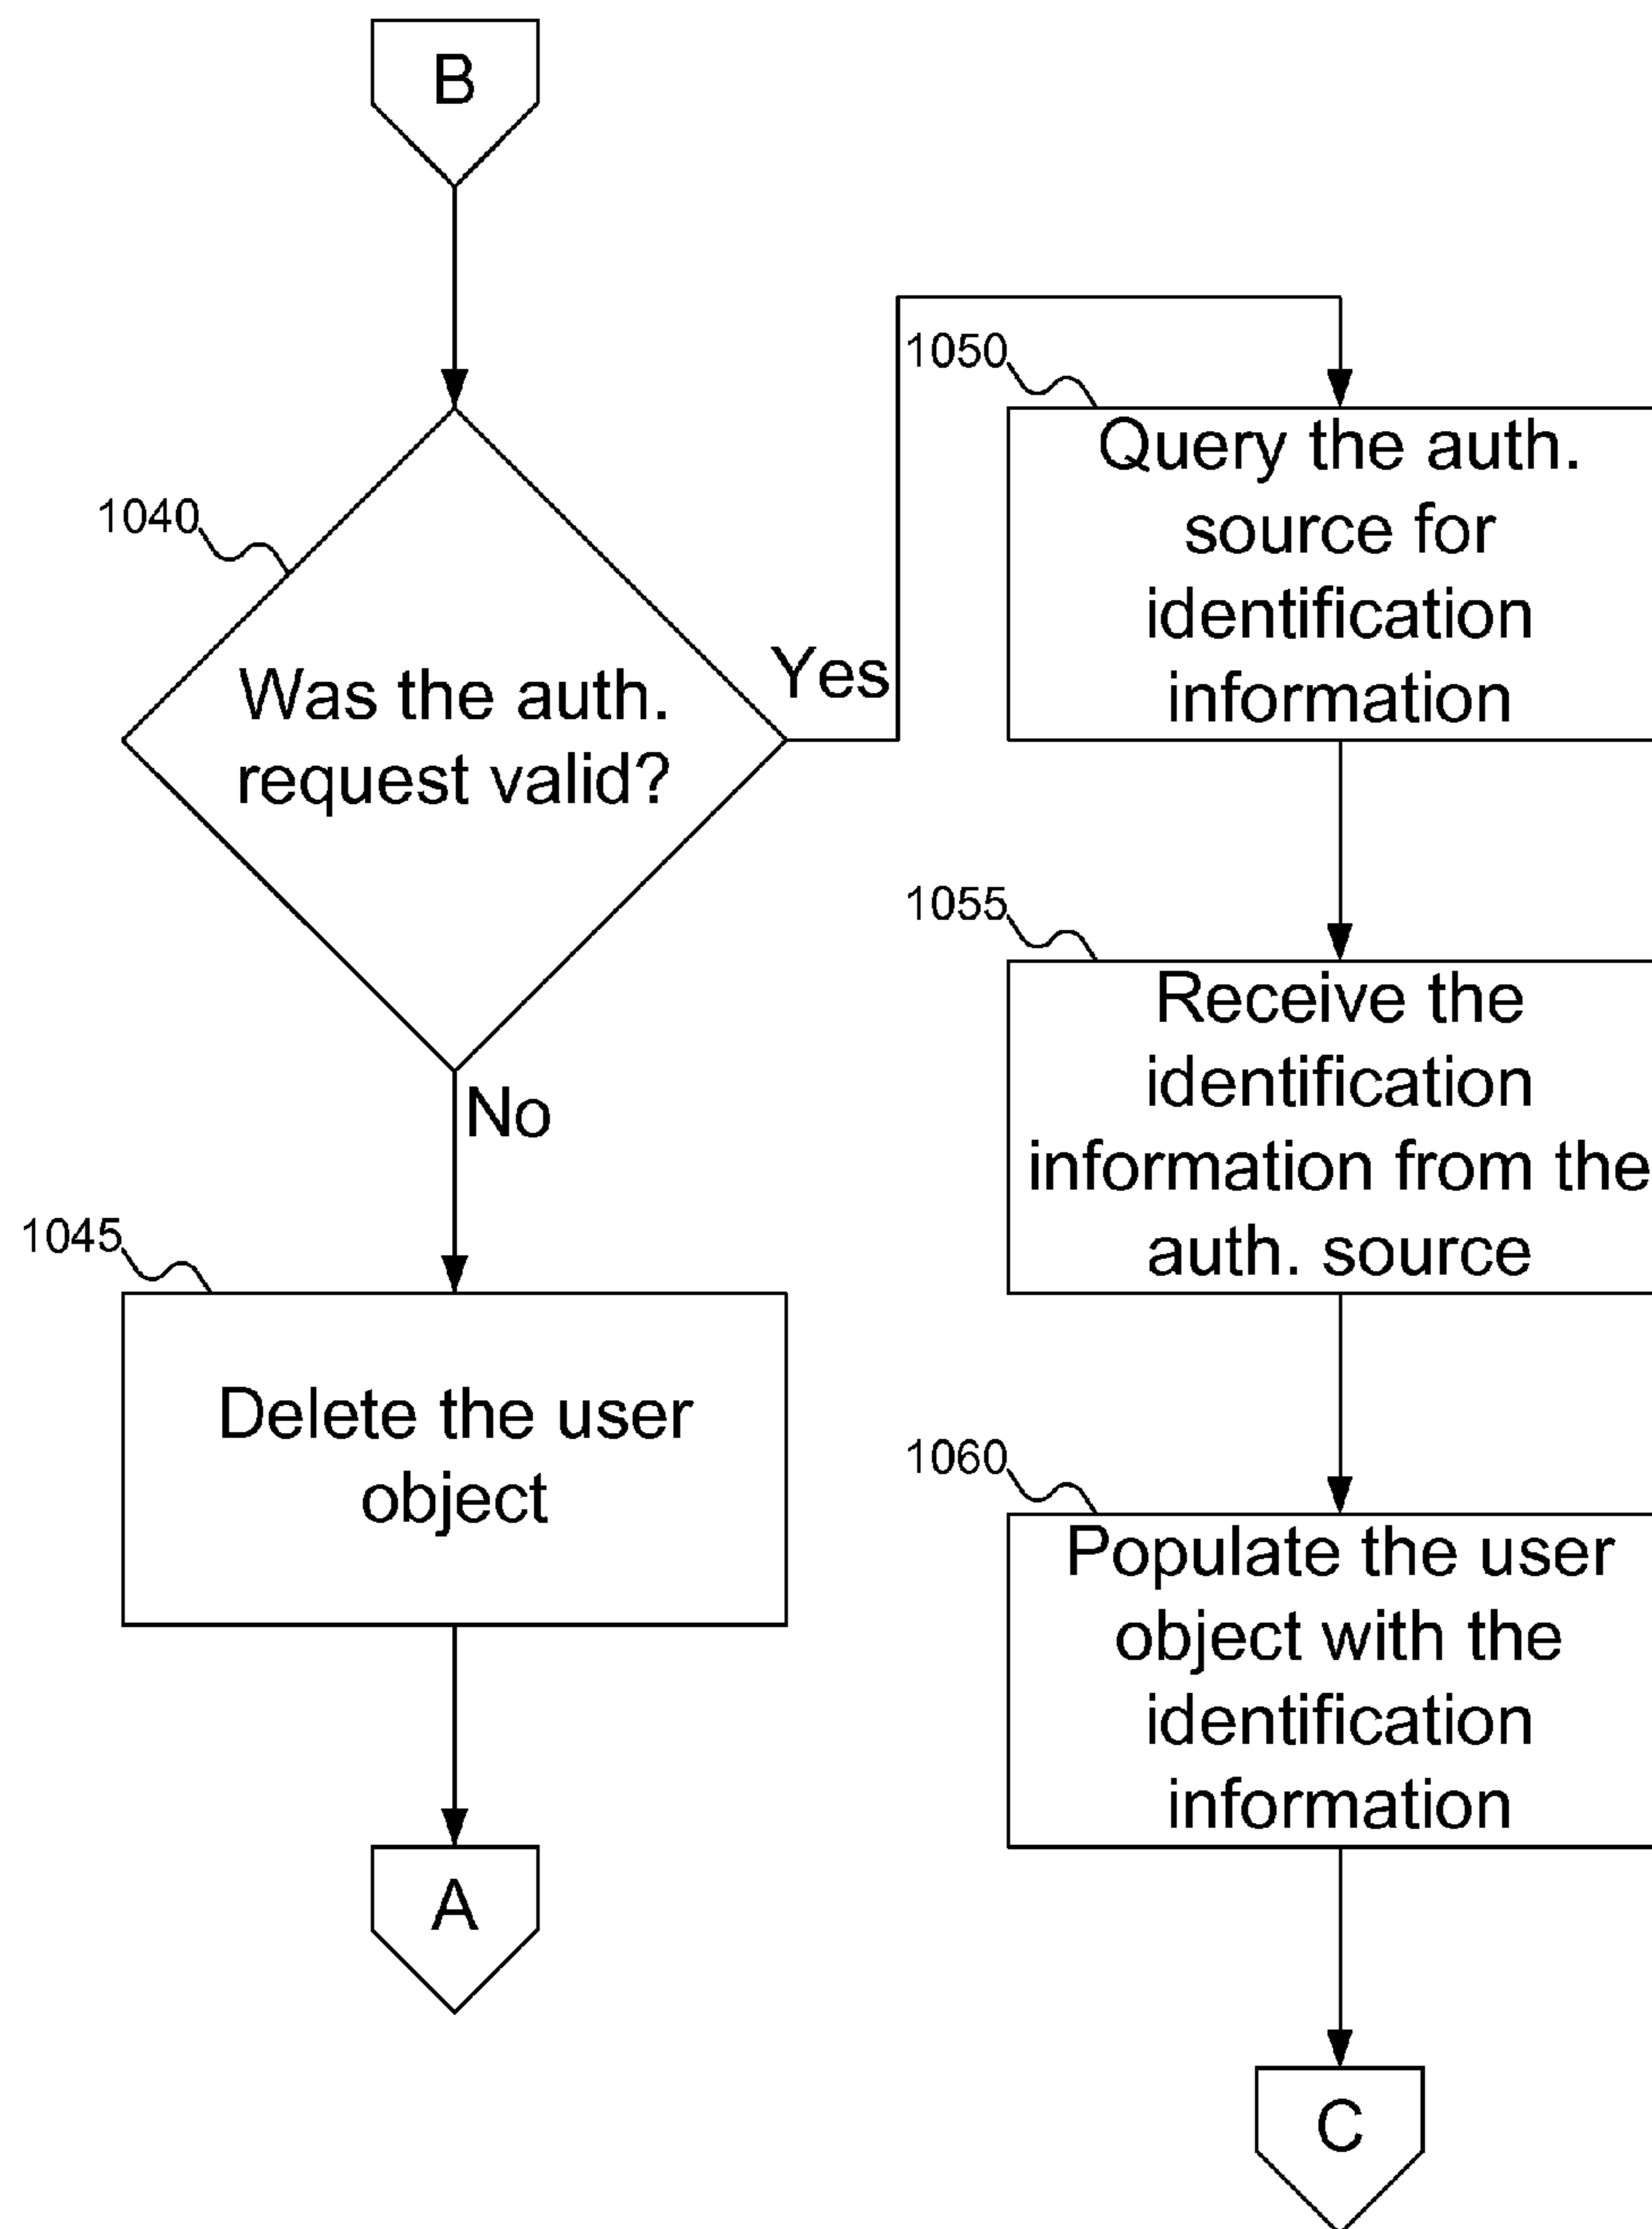 B
1040
Was the auth.
request valid?
Yes
No
1045
Delete the user
object
A
1050
Query the auth.
source for
identification
information
1055
Receive the
identification
information from the
auth. source
1060
Populate the user
object with the
identification
information
C